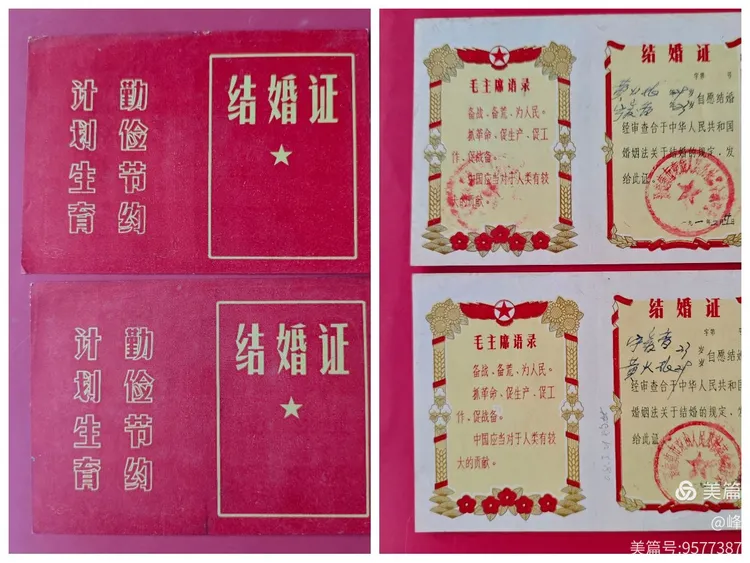 计划生育
勤俭节约
结婚证
计划生育
勤俭节约
结婚证
毛主席语录
备战、备荒、为人民。
抓革命、促生产、促工
作、促战备。
中国应当对于人类有较
大的贡献
结婚证
字第 号
自愿结婚
经审查合于中华人民共和国
婚姻法关于结婚的规定,发
给此证。
毛主席语录
备战、备荒、为人民。
抓革命、促生产、促工
作、促战备。
中国应当对于人类有较
大的贡献。
结婚证
字第
岁
岁 自愿结婚
经审查合于中华人民共和国
婚姻法关于结婚的规定,发
给此证
美篇
@峰
美篇号:9577387